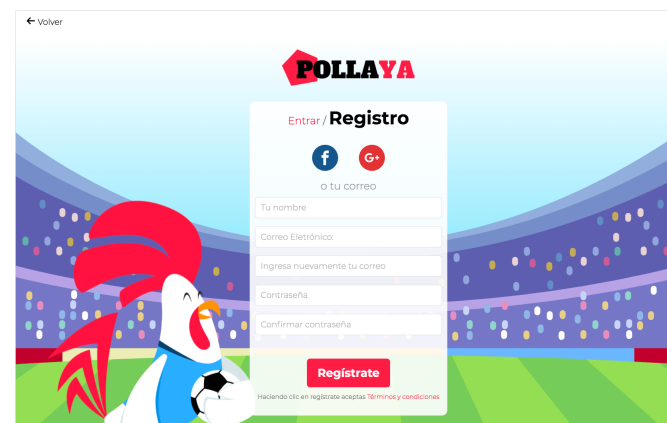 ← Volver
POLLAYA
Entrar / Registro
f G+
o tu correo
Tu nombre
Correo Eletrónico:
Ingresa nuevamente tu correo
Contraseña
Confirmar contraseña
Regístrate
Haciendo clic en registrate aceptas Términos y condiciones